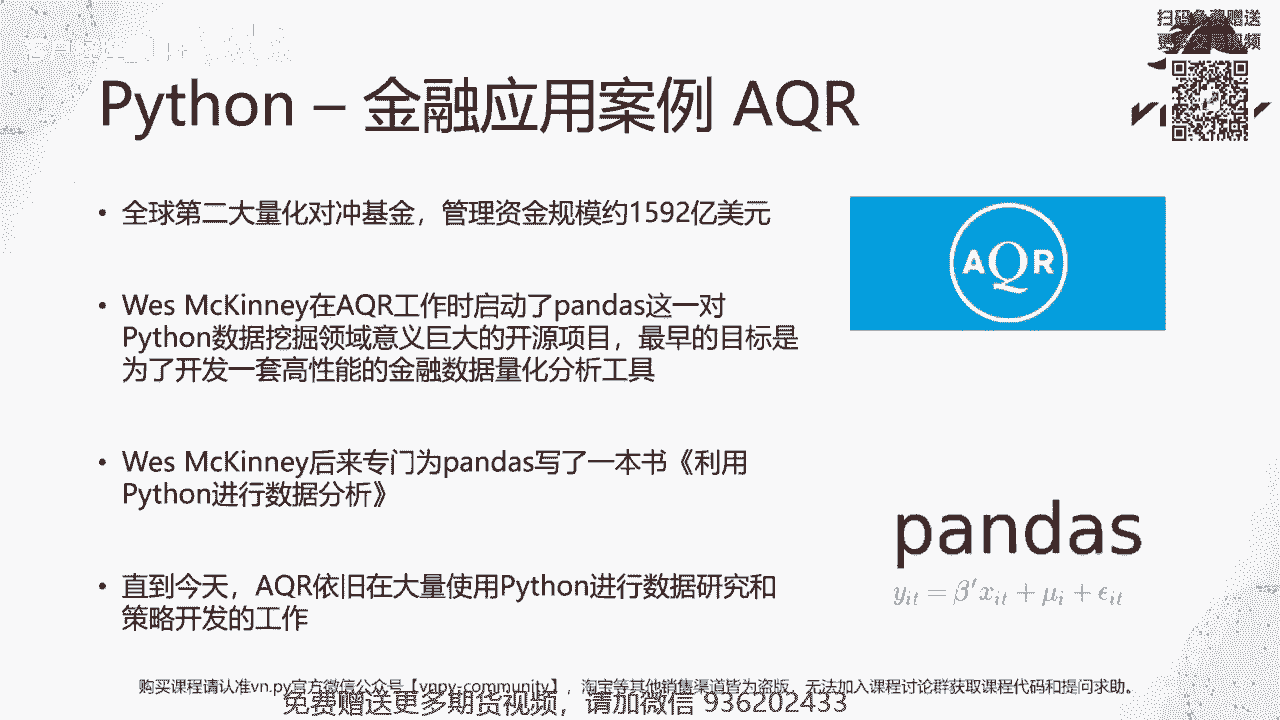 扫码免费赠送
更多交易视频
Python – 金融应用案例 AQR
• 全球第二大量化对冲基金，管理资金规模约1592亿美元
AQR
• Wes McKinney在AQR工作时启动了pandas这一对
Python数据挖掘领域意义巨大的开源项目，最早的目标是
为了开发一套高性能的金融数据量化分析工具
• Wes McKinney后来专门为pandas写了一本书《利用
Python进行数据分析》
pandas
y_{it} = β′x_{it} + μ_i + ϵ_{it}
• 直到今天，AQR依旧在大量使用Python进行数据研究和
策略开发的工作
购买课程请认准vn.py官方微信公众号【vnpy-community】，淘宝等其他销售渠道皆为盗版，无法加入课程讨论群获取课程代码和提问求助。
免费赠送更多期货视频，请加微信 936202433